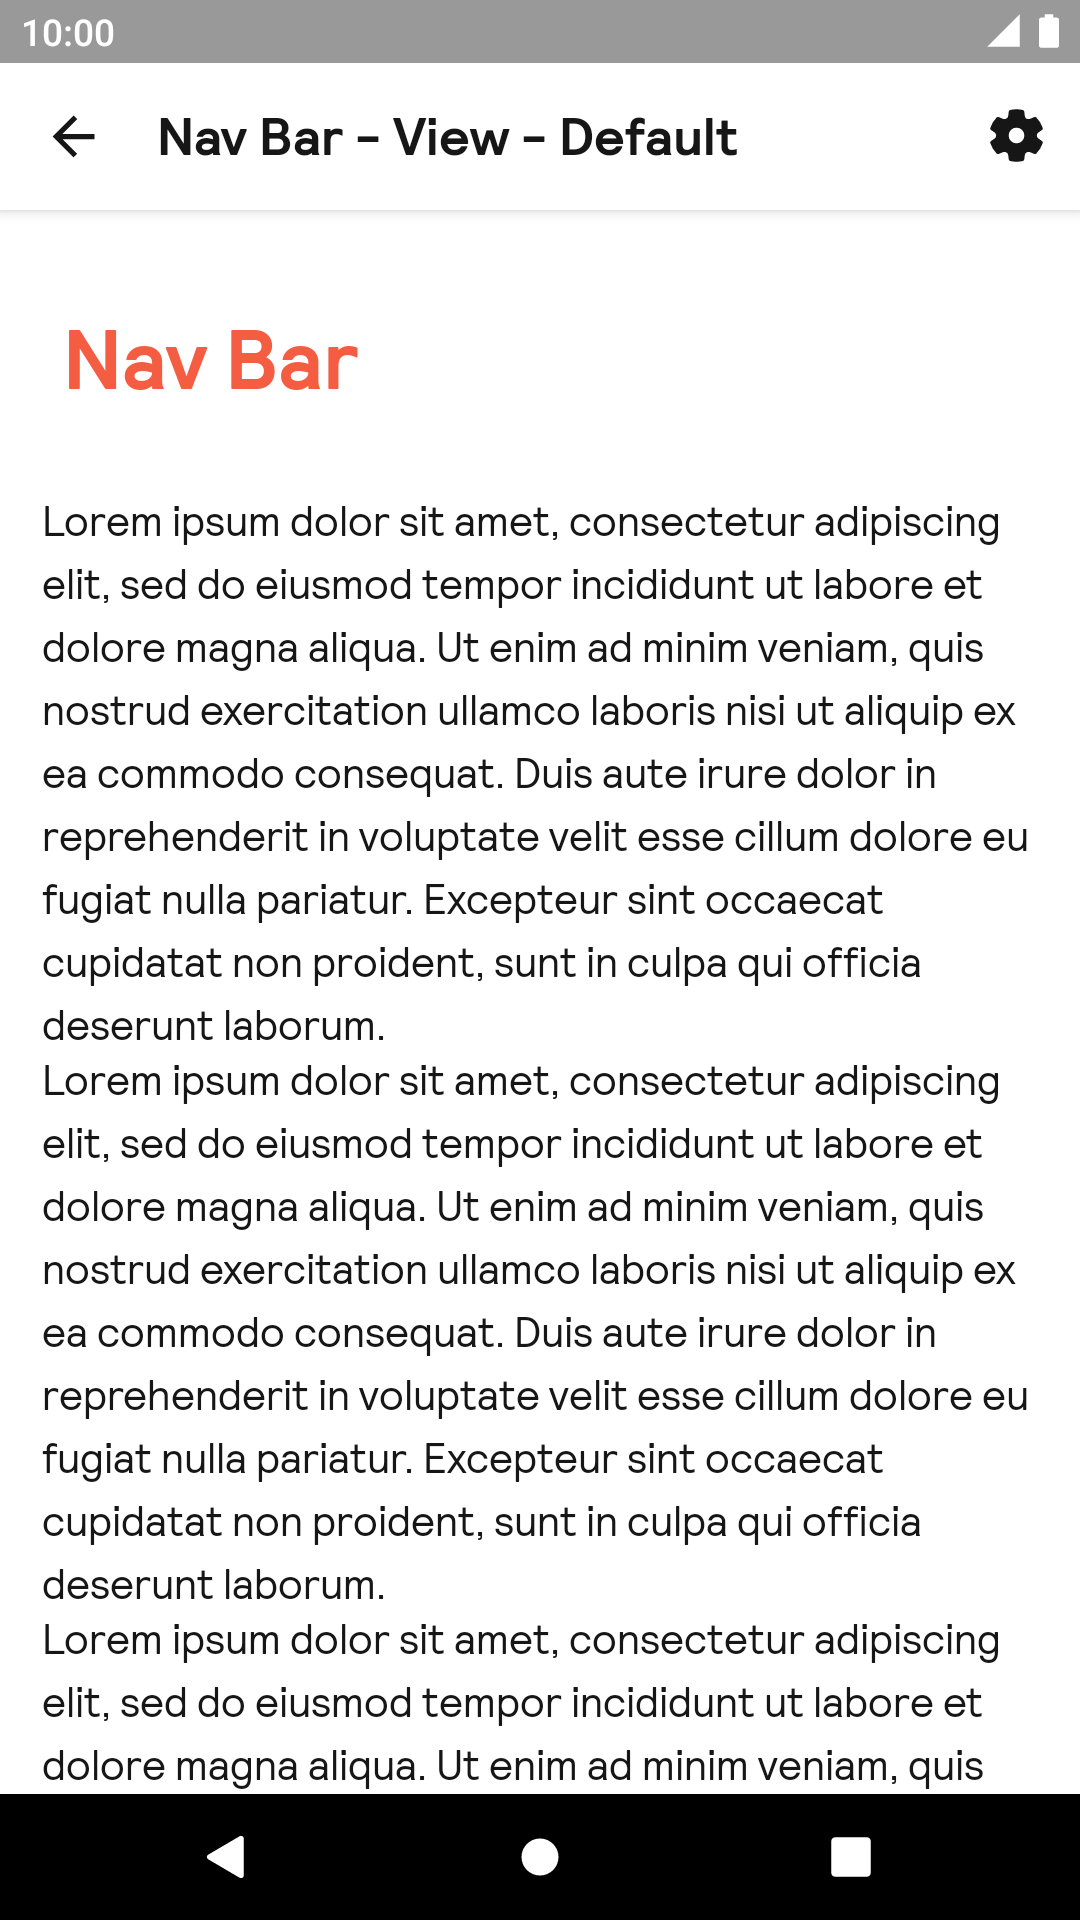 10:00
Nav Bar - View - Default
Nav Bar
Lorem ipsum dolor sit amet, consectetur adipiscing
elit, sed do eiusmod tempor incididunt ut labore et
dolore magna aliqua. Ut enim ad minim veniam, quis
nostrud exercitation ullamco laboris nisi ut aliquip ex
ea commodo consequat. Duis aute irure dolor in
reprehenderit in voluptate velit esse cillum dolore eu
fugiat nulla pariatur. Excepteur sint occaecat
cupidatat non proident, sunt in culpa qui officia
deserunt laborum.
Lorem ipsum dolor sit amet, consectetur adipiscing
elit, sed do eiusmod tempor incididunt ut labore et
dolore magna aliqua. Ut enim ad minim veniam, quis
nostrud exercitation ullamco laboris nisi ut aliquip ex
ea commodo consequat. Duis aute irure dolor in
reprehenderit in voluptate velit esse cillum dolore eu
fugiat nulla pariatur. Excepteur sint occaecat
cupidatat non proident, sunt in culpa qui officia
deserunt laborum.
Lorem ipsum dolor sit amet, consectetur adipiscing
elit, sed do eiusmod tempor incididunt ut labore et
dolore magna aliqua. Ut enim ad minim veniam, quis